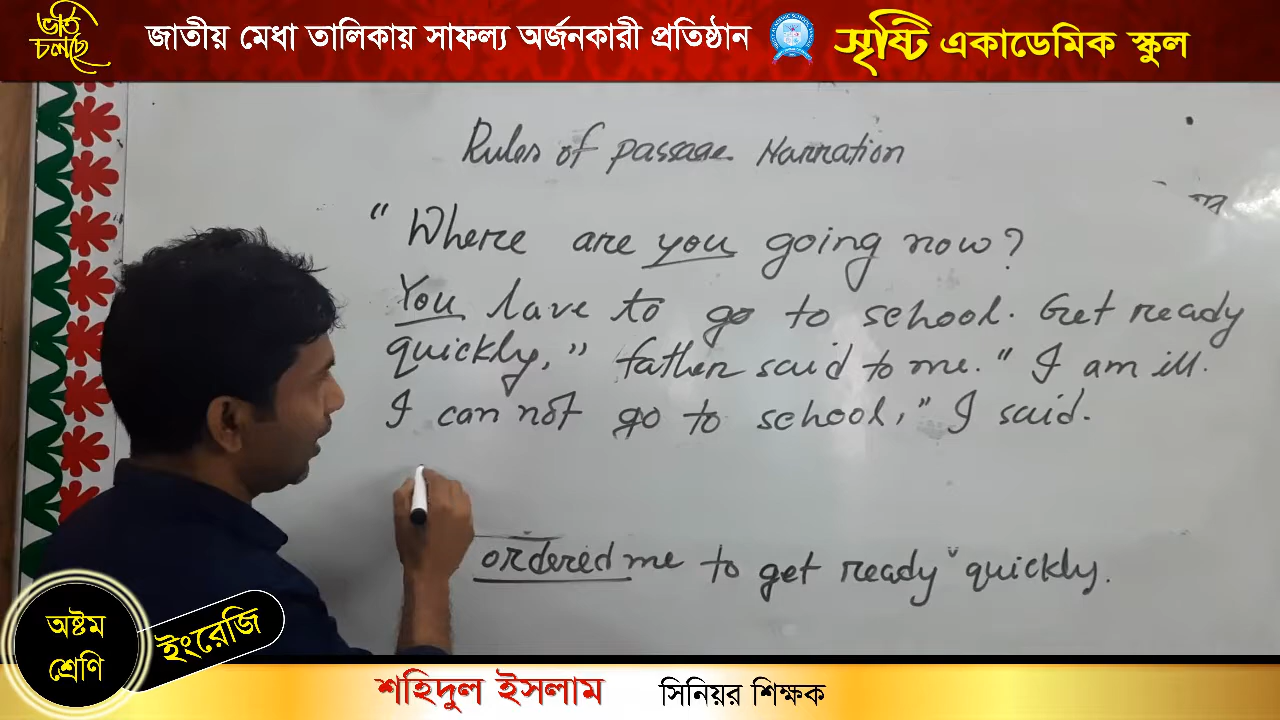 ভর্তি চলছে
জাতীয় মেধা তালিকায় সাফল্য অর্জনকারী প্রতিষ্ঠান
সৃষ্টি একাডেমিক স্কুল
Rules of passage Narration
"Where are you going now?
You have to go to school. Get ready
quickly," father said to me. "I am ill.
I can not go to school," I said.
ordered me to get ready quickly.
অষ্টম
শ্রেণি
ইংরেজি
শহিদুল ইসলাম সিনিয়র শিক্ষক